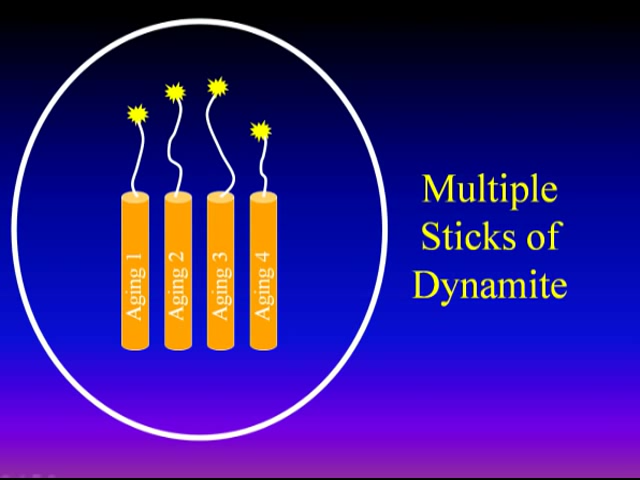 Aging 1
Aging 2
Aging 3
Aging 4
Multiple
Sticks of
Dynamite